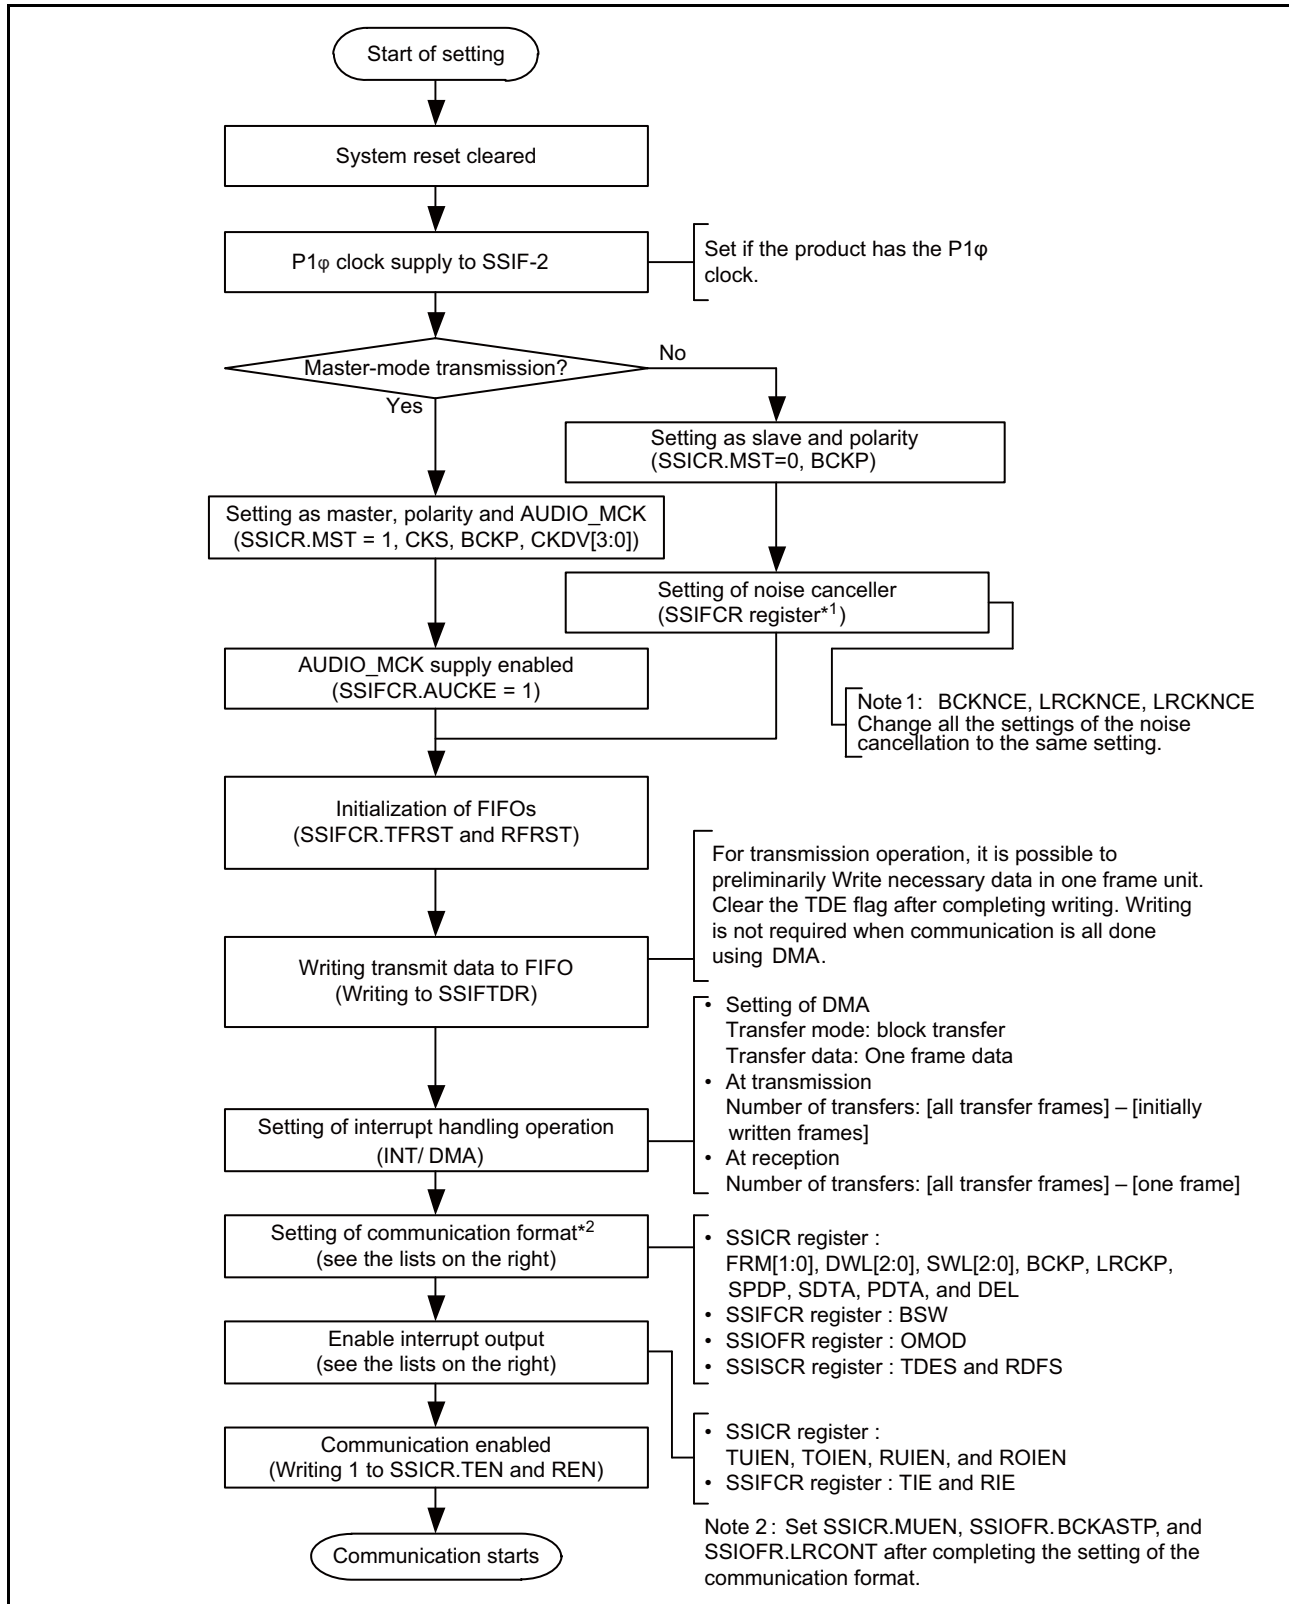 Start of setting
System reset cleared
P1φ clock supply to SSIF-2
Set if the product has the P1φ
clock.
Master-mode transmission?
No
Yes
Setting as slave and polarity
(SSICR.MST=0, BCKP)
Setting as master, polarity and AUDIO_MCK
(SSICR.MST = 1, CKS, BCKP, CKDV[3:0])
Setting of noise canceller
(SSIFCR register*1)
AUDIO_MCK supply enabled
(SSIFCR.AUCKE = 1)
Note 1: BCKNCE, LRCKNCE, LRCKNCE
Change all the settings of the noise
cancellation to the same setting.
Initialization of FIFOs
(SSIFCR.TFRST and RFRST)
For transmission operation, it is possible to
preliminarily Write necessary data in one frame unit.
Clear the TDE flag after completing writing. Writing
is not required when communication is all done
using DMA.
Writing transmit data to FIFO
(Writing to SSIFTDR)
• Setting of DMA
Transfer mode: block transfer
Transfer data: One frame data
• At transmission
Number of transfers: [all transfer frames] – [initially
written frames]
• At reception
Number of transfers: [all transfer frames] – [one frame]
Setting of interrupt handling operation
(INT/ DMA)
Setting of communication format*2
(see the lists on the right)
• SSICR register :
FRM[1:0], DWL[2:0], SWL[2:0], BCKP, LRCKP,
SPDP, SDTA, PDTA, and DEL
• SSIFCR register : BSW
• SSIOFR register : OMOD
• SSISCR register : TDES and RDFS
Enable interrupt output
(see the lists on the right)
• SSICR register :
TUIEN, TOIEN, RUIEN, and ROIEN
• SSIFCR register : TIE and RIE
Communication enabled
(Writing 1 to SSICR.TEN and REN)
Communication starts
Note 2: Set SSICR.MUEN, SSIOFR.BCKASTP, and
SSIOFR.LRCONT after completing the setting of the
communication format.